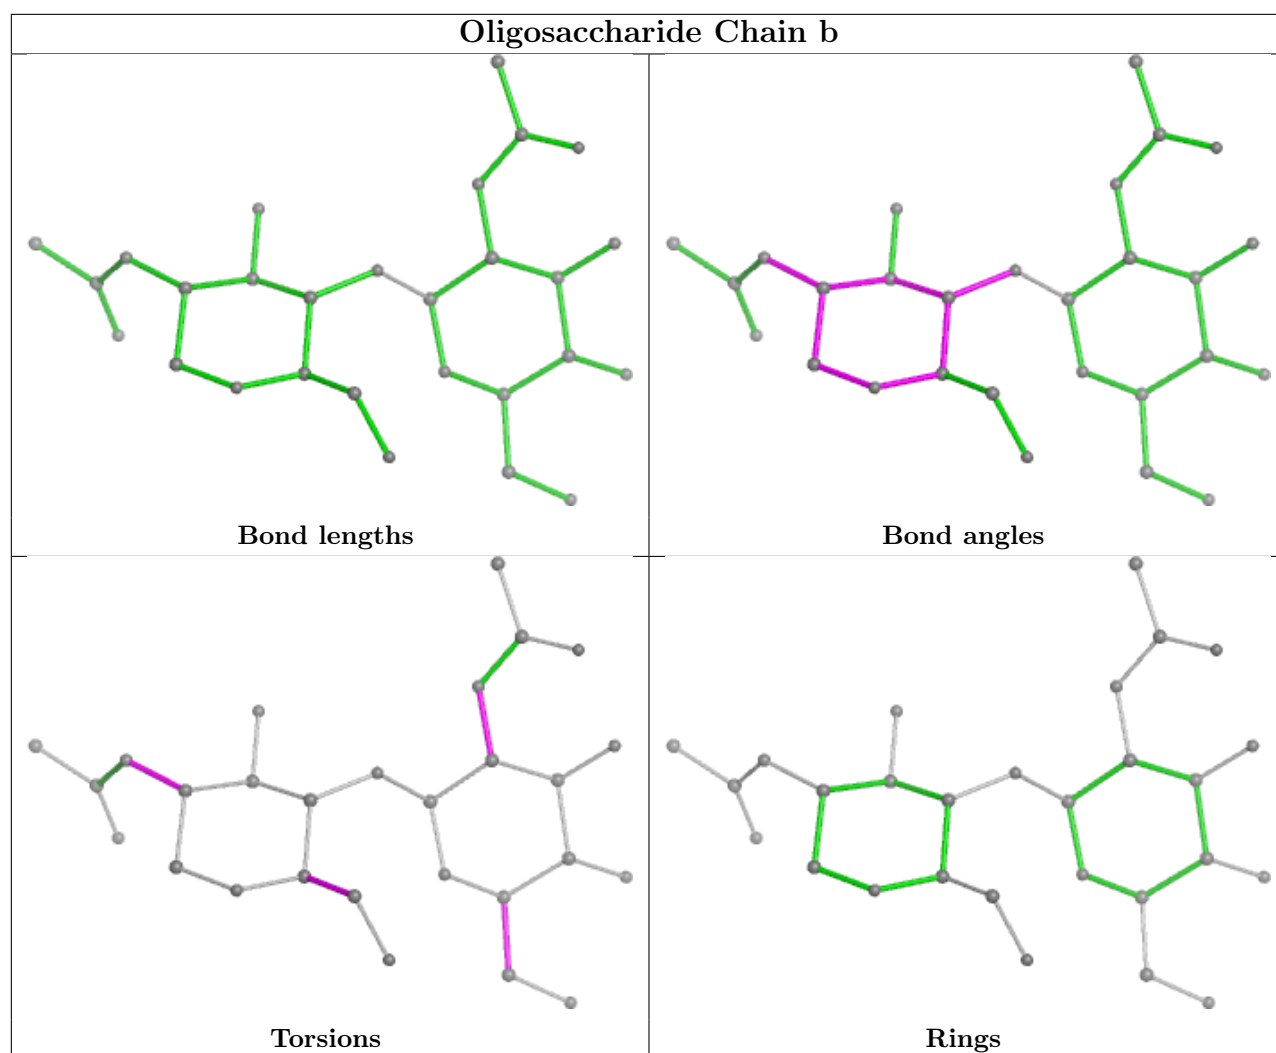 Oligosaccharide Chain b
Bond lengths
Bond angles
Torsions
Rings